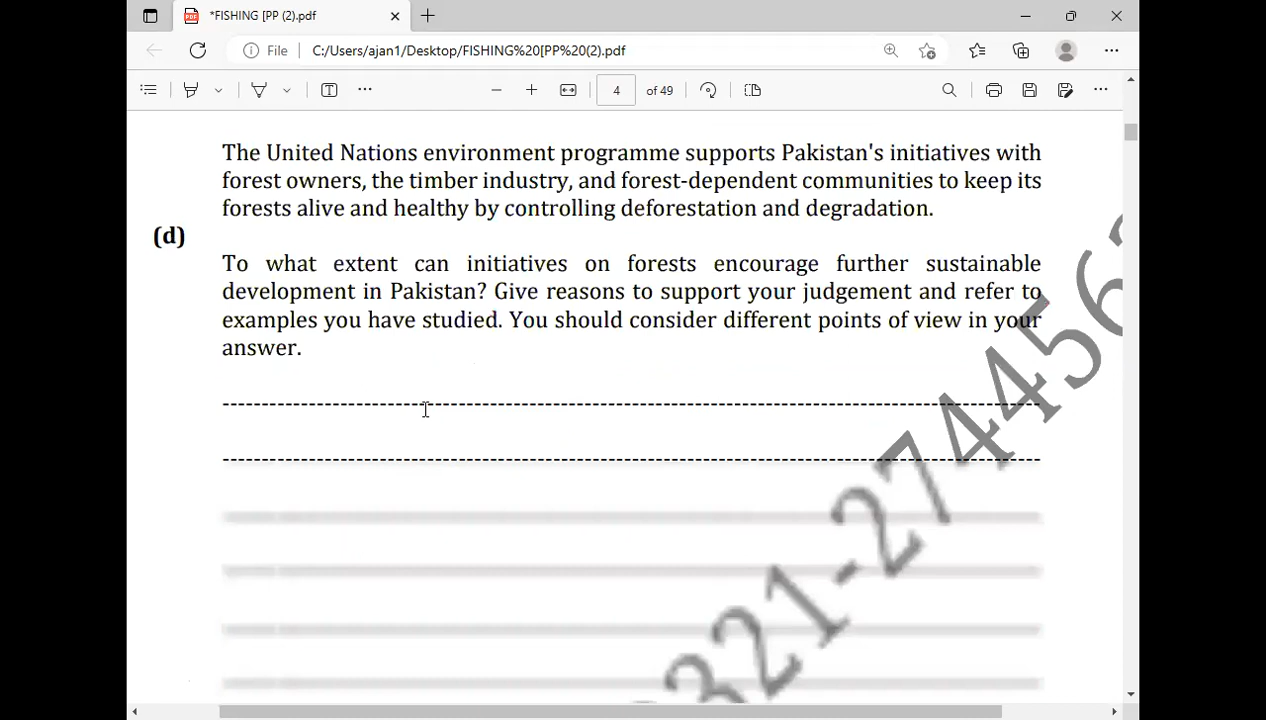 *FISHING [PP (2).pdf
File C:/Users/ajan1/Desktop/FISHING%20[PP%20(2).pdf
4 of 49
The United Nations environment programme supports Pakistan's initiatives with
forest owners, the timber industry, and forest-dependent communities to keep its
forests alive and healthy by controlling deforestation and degradation.
(d)
To what extent can initiatives on forests encourage further sustainable
development in Pakistan? Give reasons to support your judgement and refer to
examples you have studied. You should consider different points of view in your
answer.